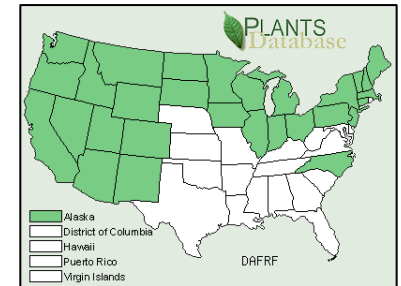 PLANTS
Database
Alaska
District of Columbia
Hawaii
Puerto Rico
Virgin Islands
DAFRF